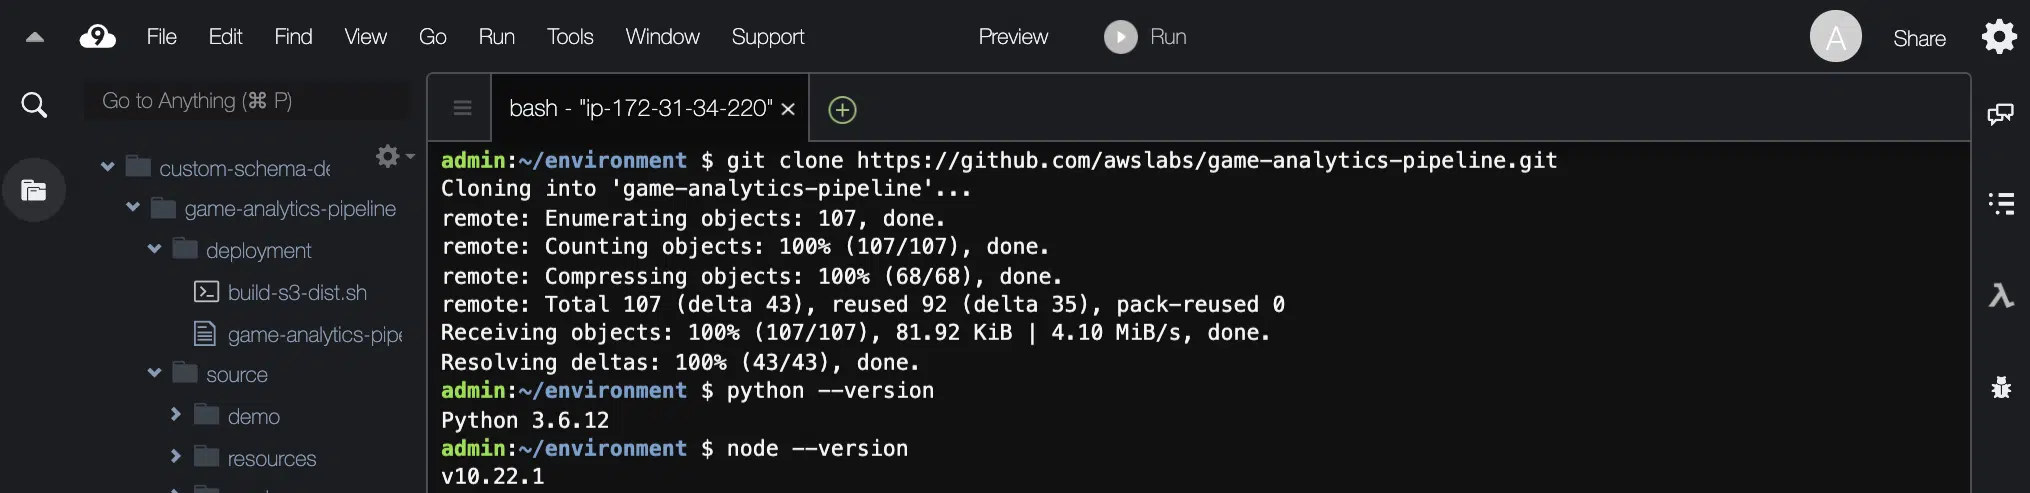 9 File Edit Find View Go Run Tools Window Support Preview Run A Share
Go to Anything (⌘ P)
bash - "ip-172-31-34-220" ×
custom-schema-de
game-analytics-pipeline
deployment
build-s3-dist.sh
game-analytics-pipe
source
demo
resources
admin:~/environment $ git clone https://github.com/awslabs/game-analytics-pipeline.git
Cloning into 'game-analytics-pipeline'...
remote: Enumerating objects: 107, done.
remote: Counting objects: 100% (107/107), done.
remote: Compressing objects: 100% (68/68), done.
remote: Total 107 (delta 43), reused 92 (delta 35), pack-reused 0
Receiving objects: 100% (107/107), 81.92 KiB | 4.10 MiB/s, done.
Resolving deltas: 100% (43/43), done.
admin:~/environment $ python --version
Python 3.6.12
admin:~/environment $ node --version
v10.22.1